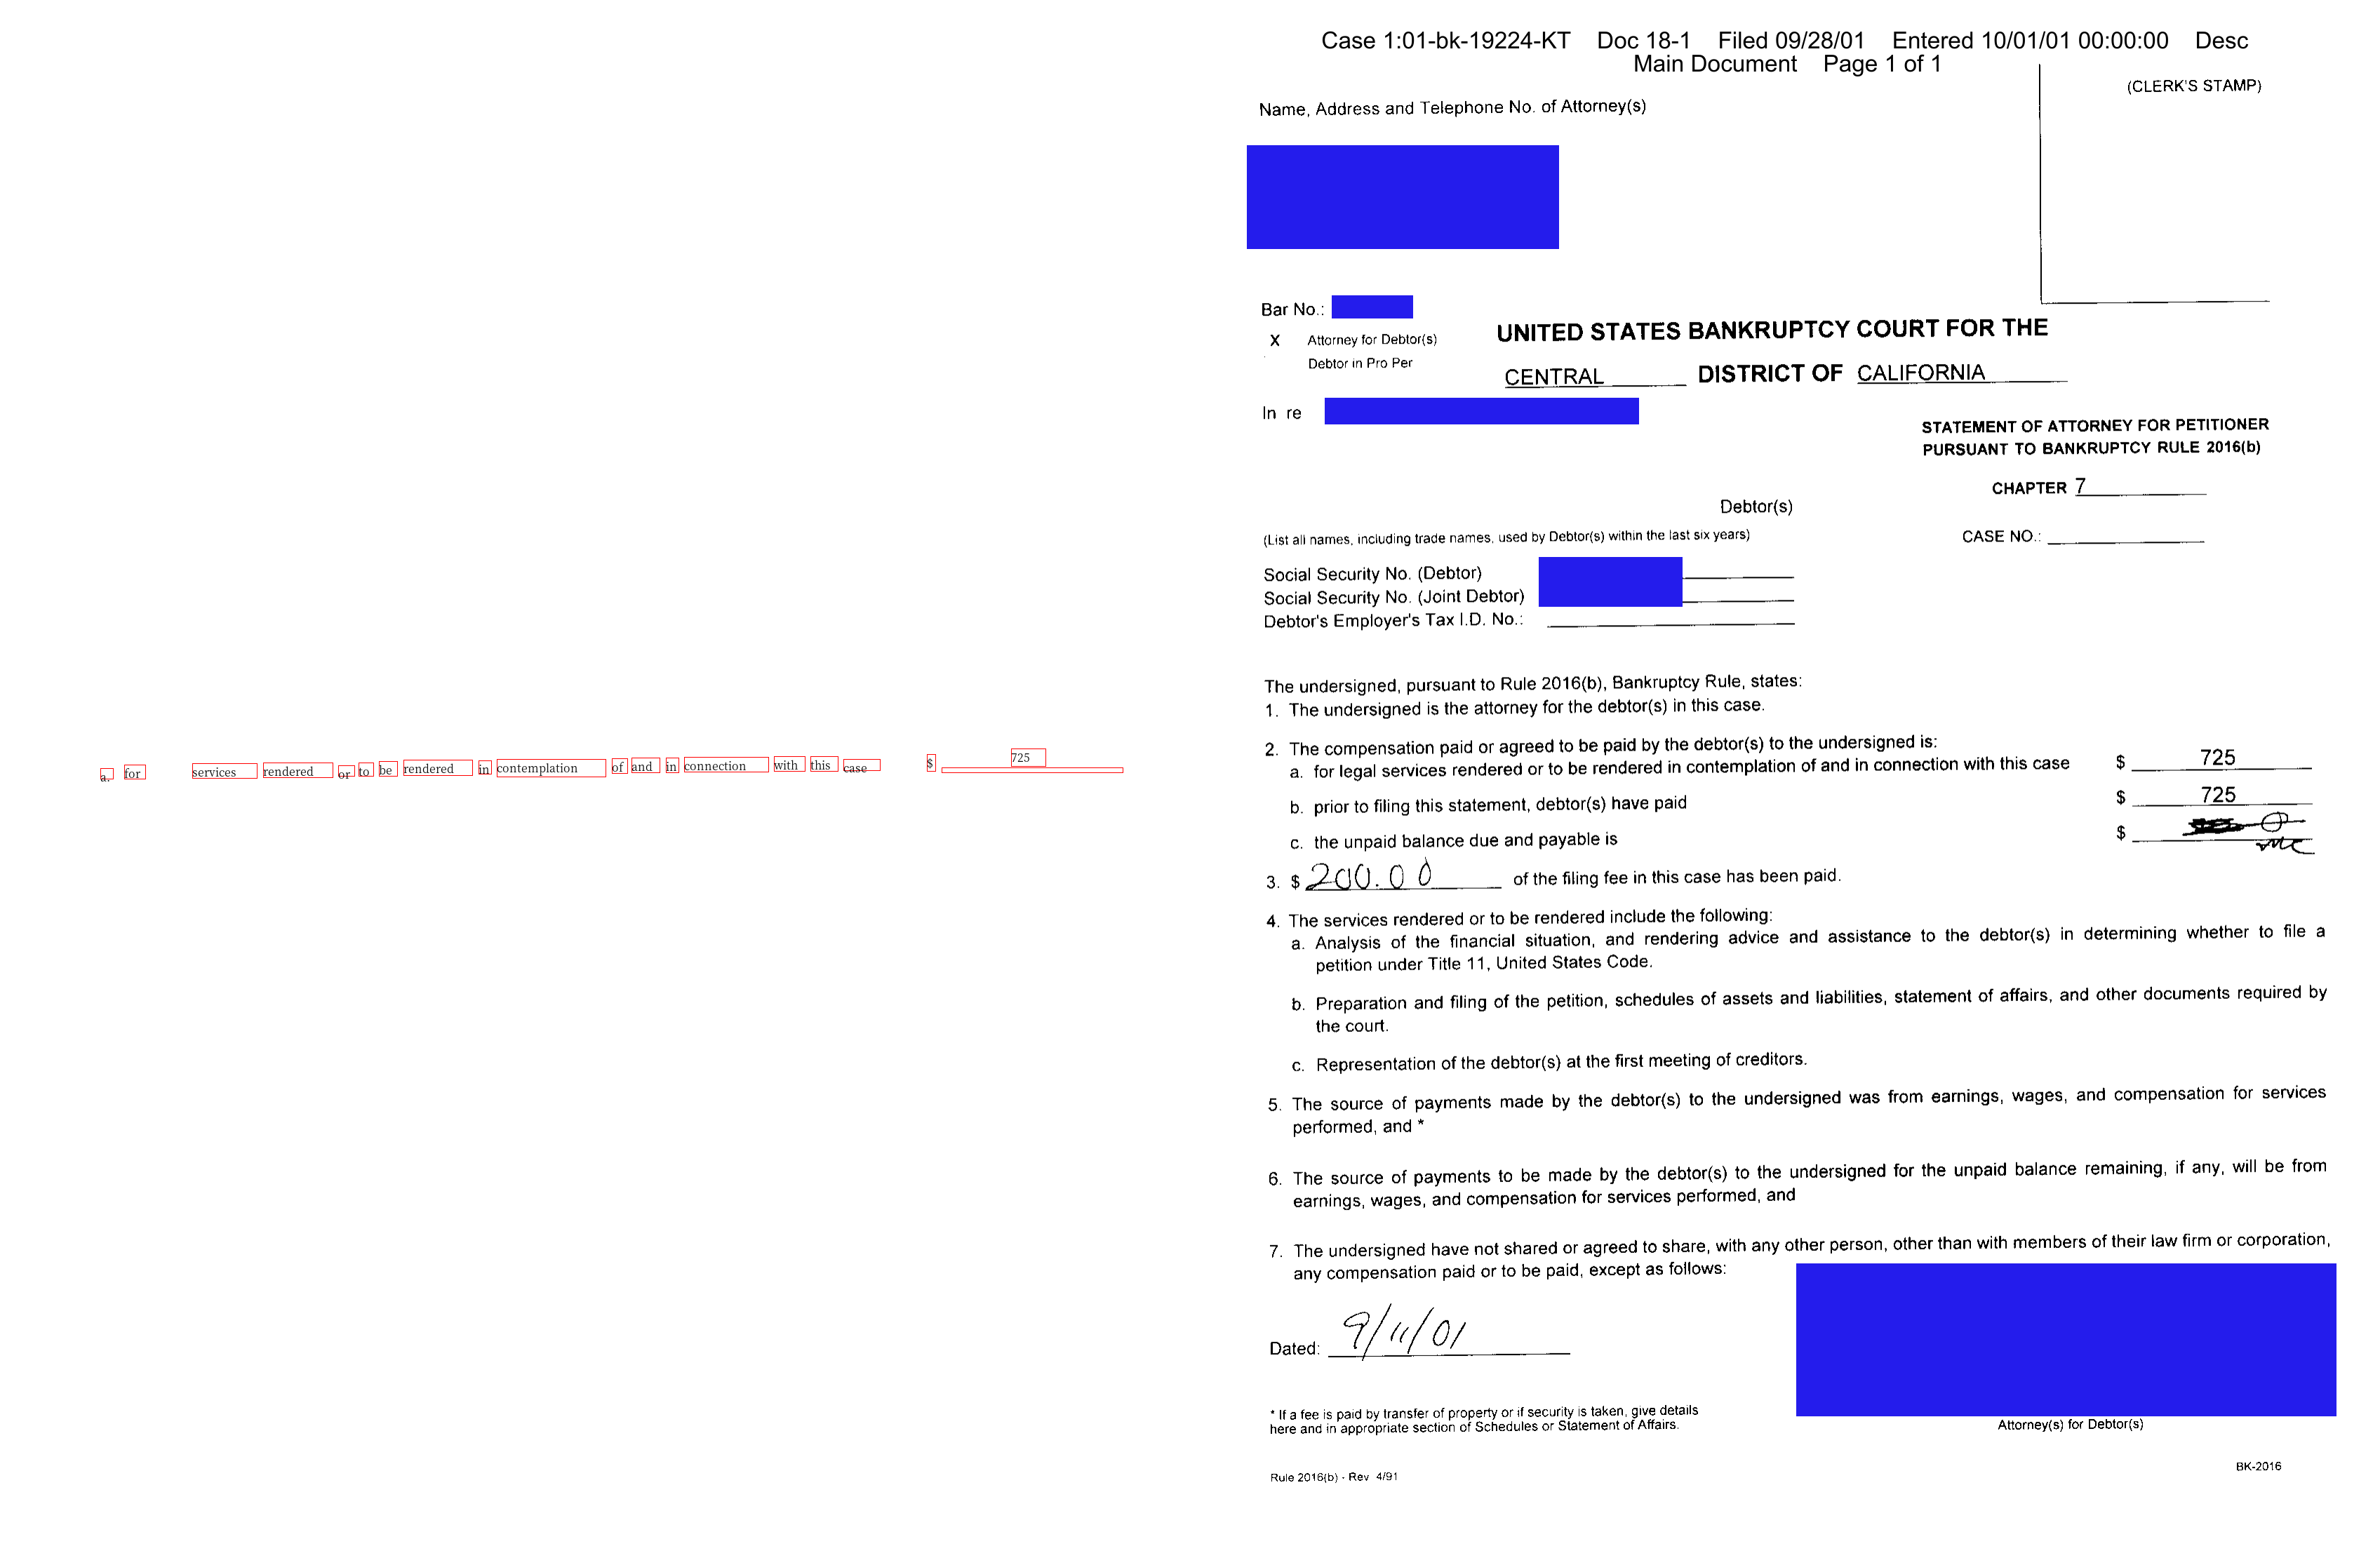 Case 1:01-bk-19224-KT Doc 18-1 Filed 09/28/01 Entered 10/01/01 00:00:00 Desc
Main Document Page 1 of 1
(CLERK'S STAMP)
Name, Address and Telephone No. of Attorney(s)
Bar No.:
X Attorney for Debtor(s)
Debtor in Pro Per
UNITED STATES BANKRUPTCY COURT FOR THE
CENTRAL DISTRICT OF CALIFORNIA
In re
STATEMENT OF ATTORNEY FOR PETITIONER
PURSUANT TO BANKRUPTCY RULE 2016(b)
CHAPTER 7
Debtor(s)
(List all names, including trade names, used by Debtor(s) within the last six years)
CASE NO.:
Social Security No. (Debtor)
Social Security No. (Joint Debtor)
Debtor's Employer's Tax I.D. No.:
The undersigned, pursuant to Rule 2016(b), Bankruptcy Rule, states:
1. The undersigned is the attorney for the debtor(s) in this case.
2. The compensation paid or agreed to be paid by the debtor(s) to the undersigned is:
a. for legal services rendered or to be rendered in contemplation of and in connection with this case $ 725
b. prior to filing this statement, debtor(s) have paid $ 725
c. the unpaid balance due and payable is $
3. $ 200.00 of the filing fee in this case has been paid.
4. The services rendered or to be rendered include the following:
a. Analysis of the financial situation, and rendering advice and assistance to the debtor(s) in determining whether to file a
petition under Title 11, United States Code.
b. Preparation and filing of the petition, schedules of assets and liabilities, statement of affairs, and other documents required by
the court.
c. Representation of the debtor(s) at the first meeting of creditors.
5. The source of payments made by the debtor(s) to the undersigned was from earnings, wages, and compensation for services
performed, and *
6. The source of payments to be made by the debtor(s) to the undersigned for the unpaid balance remaining, if any, will be from
earnings, wages, and compensation for services performed, and
7. The undersigned have not shared or agreed to share, with any other person, other than with members of their law firm or corporation,
any compensation paid or to be paid, except as follows:
Dated: 9/11/01
* If a fee is paid by transfer of property or if security is taken, give details
here and in appropriate section of Schedules or Statement of Affairs.
Attorney(s) for Debtor(s)
Rule 2016(b) - Rev 4/91
BK-2016
a. for services rendered or to be rendered in contemplation of and in connection with this case $ 725